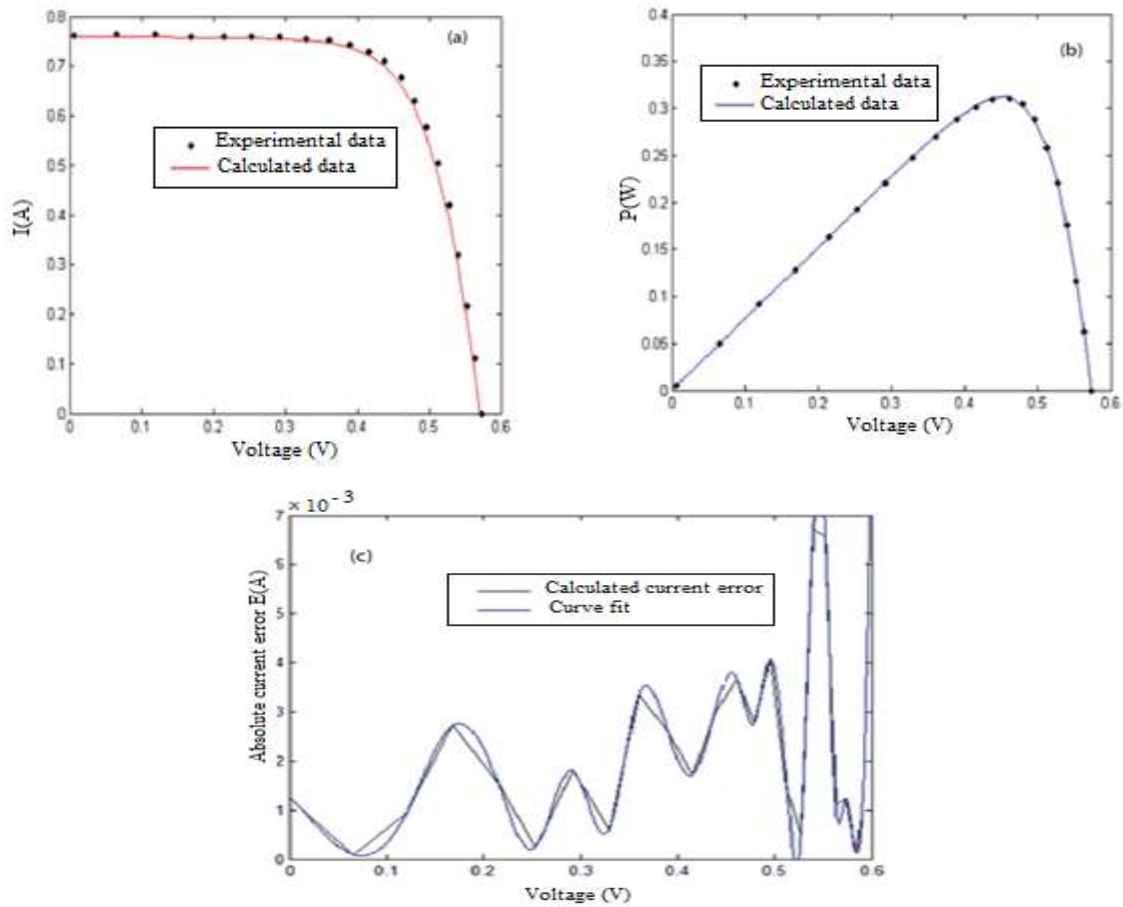 (a)
0.8
0.7
0.6
0.5
0.4
0.3
0.2
0.1
0
I(A)
Experimental data
Calculated data
0 0.1 0.2 0.3 0.4 0.5 0.6
Voltage (V)
(b)
0.4
0.35
0.3
0.25
0.2
0.15
0.1
0.05
0
P(W)
Experimental data
Calculated data
0 0.1 0.2 0.3 0.4 0.5 0.6
Voltage (V)
× 10⁻³
(c)
7
6
5
4
3
2
1
0
Absolute current error E(A)
Calculated current error
Curve fit
0 0.1 0.2 0.3 0.4 0.5 0.6
Voltage (V)